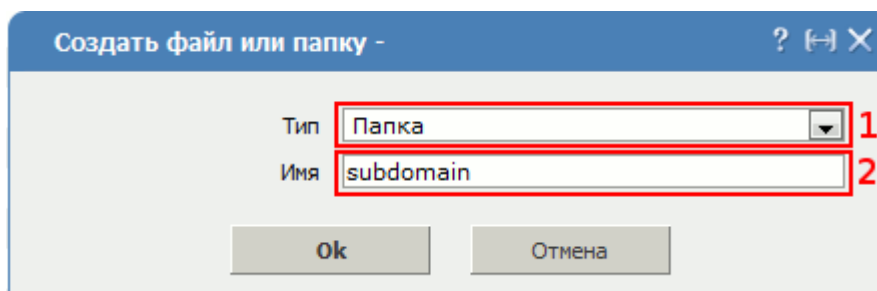 Создать файл или папку - ?
Тип Папка 1
Имя subdomain 2
Ok Отмена